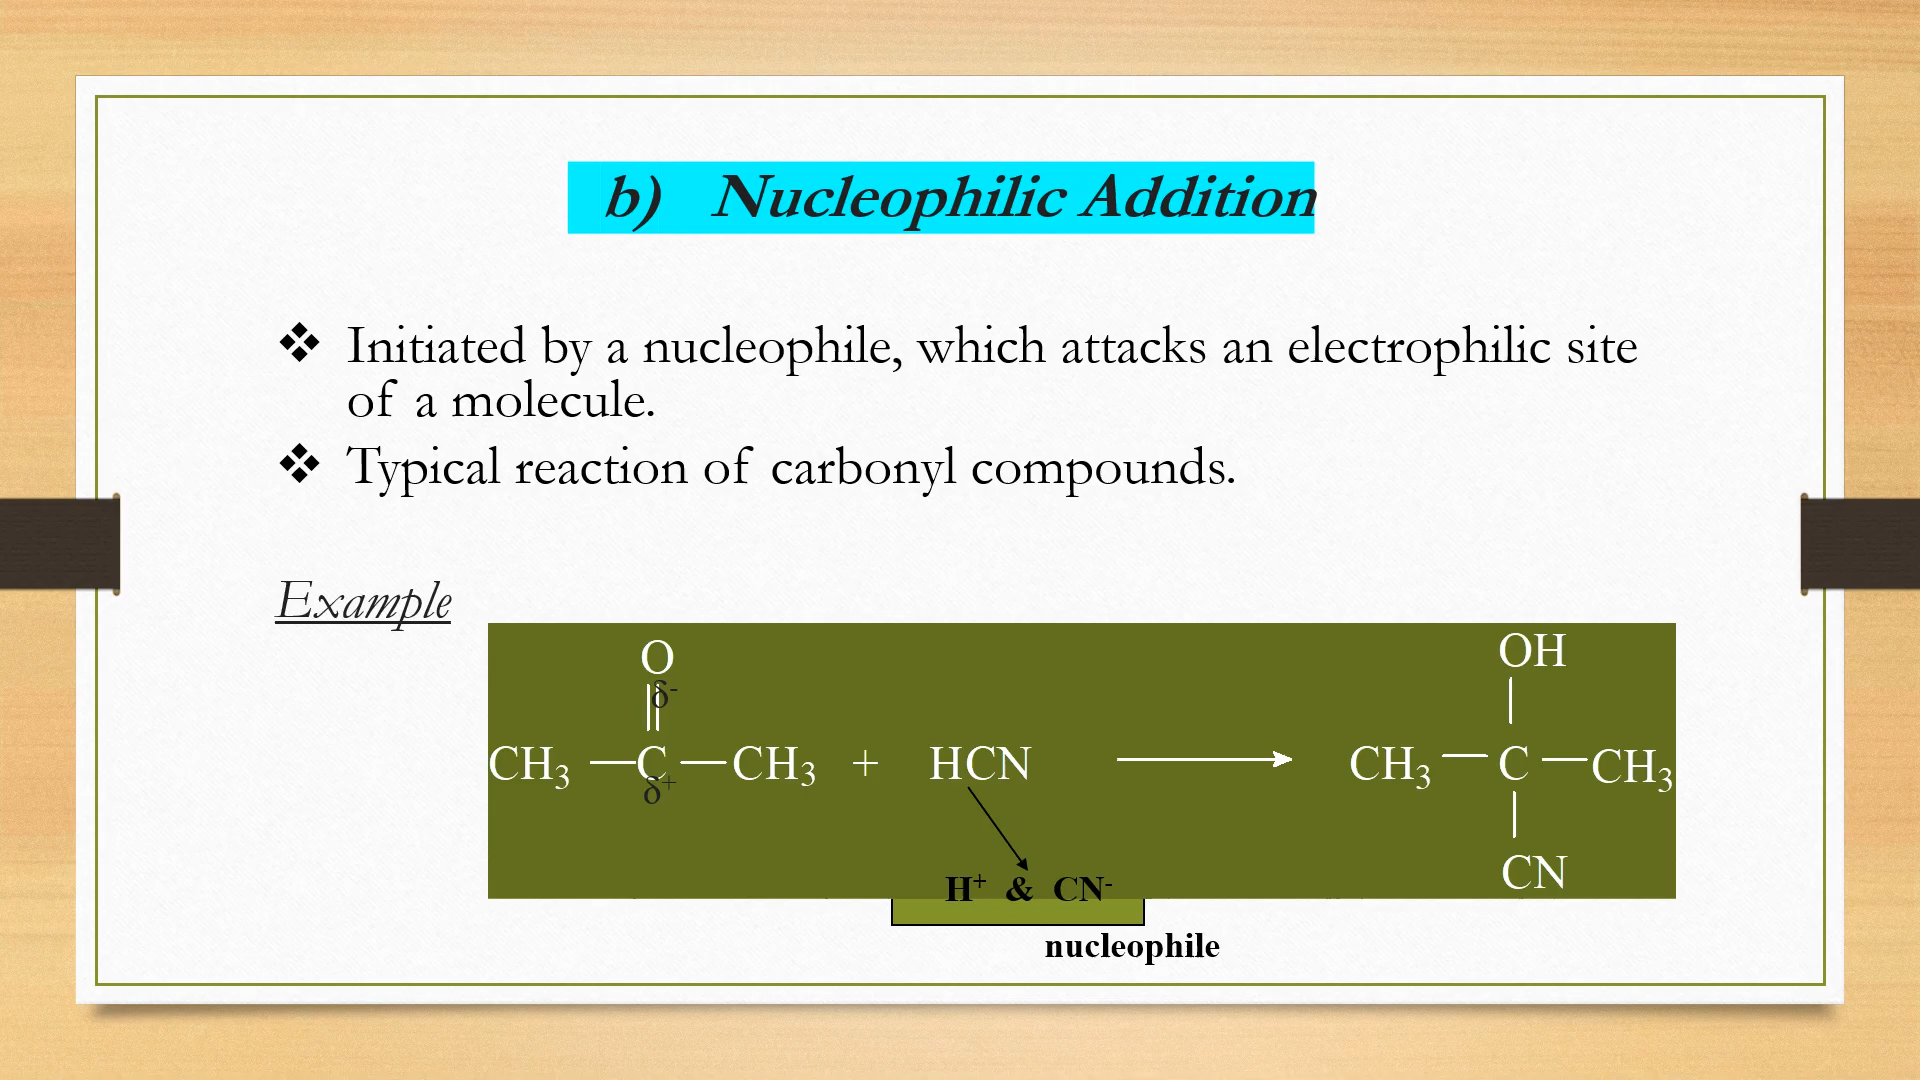 b) Nucleophilic Addition
❖ Initiated by a nucleophile, which attacks an electrophilic site
of a molecule.
❖ Typical reaction of carbonyl compounds.
Example
O
δ-
CH3 C CH3 + HCN
δ+
OH
CH3 C CH3
CN
H+ & CN-
nucleophile